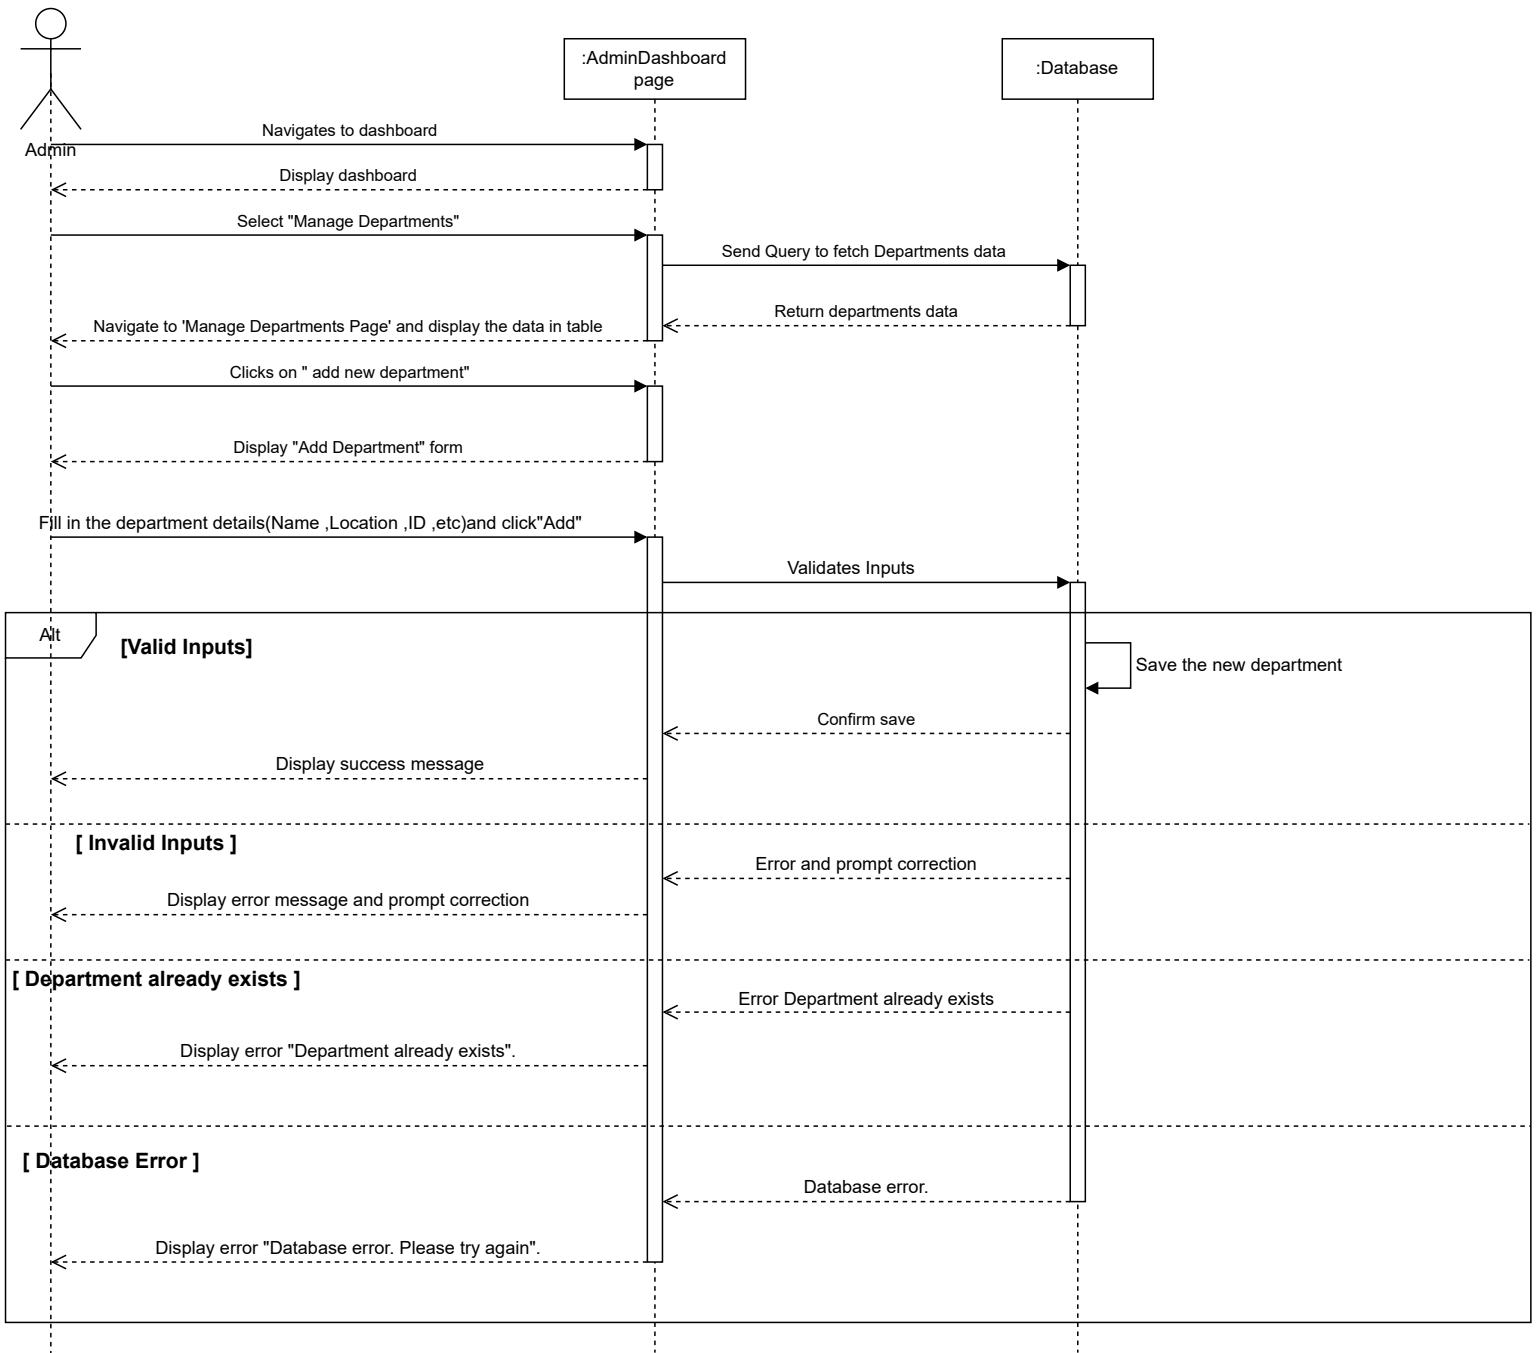 :AdminDashboard
page
:Database
Admin
Navigates to dashboard
Display dashboard
Select "Manage Departments"
Send Query to fetch Departments data
Return departments data
Navigate to 'Manage Departments Page' and display the data in table
Clicks on " add new department"
Display "Add Department" form
Fill in the department details(Name ,Location ,ID ,etc)and click"Add"
Validates Inputs
Alt
[Valid Inputs]
Save the new department
Confirm save
Display success message
[ Invalid Inputs ]
Error and prompt correction
Display error message and prompt correction
[ Department already exists ]
Error Department already exists
Display error "Department already exists".
[ Database Error ]
Database error.
Display error "Database error. Please try again".